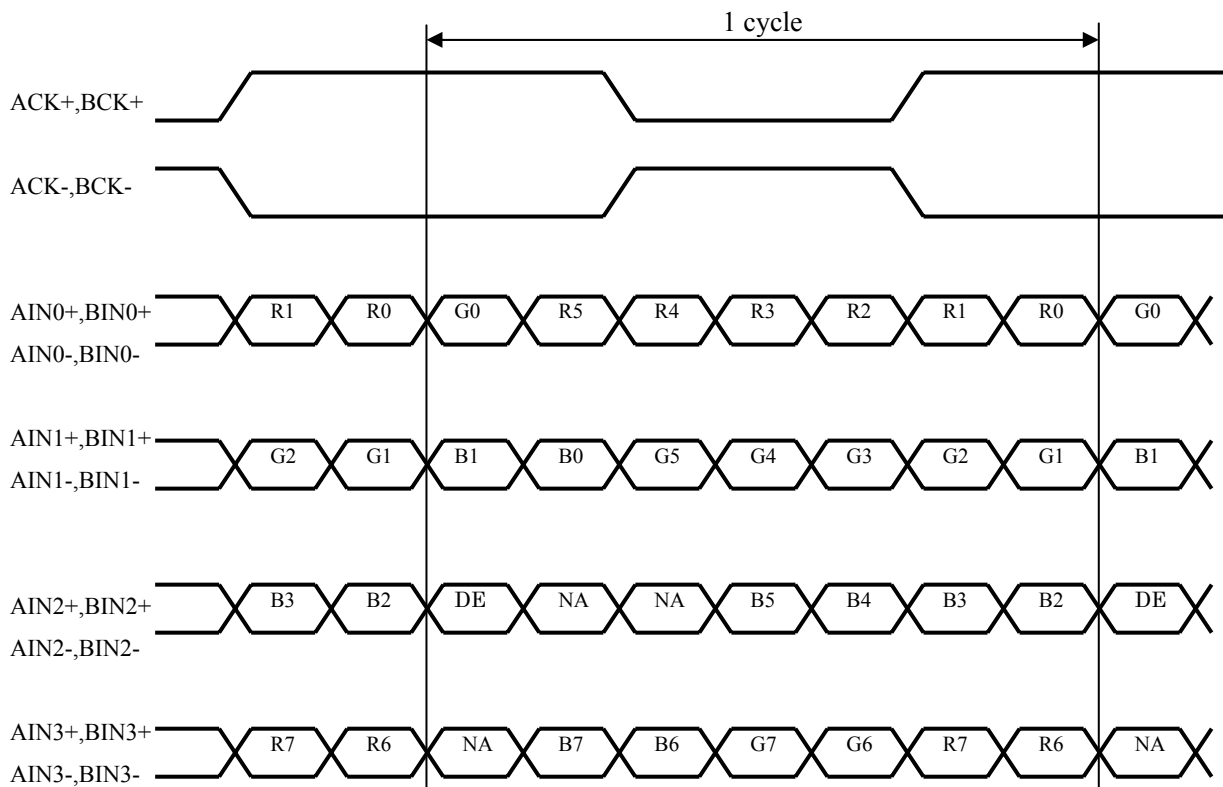 1 cycle
ACK+,BCK+
ACK-,BCK-
AIN0+,BIN0+ R1 R0 G0 R5 R4 R3 R2 R1 R0 G0
AIN0-,BIN0-
AIN1+,BIN1+ G2 G1 B1 B0 G5 G4 G3 G2 G1 B1
AIN1-,BIN1-
AIN2+,BIN2+ B3 B2 DE NA NA B5 B4 B3 B2 DE
AIN2-,BIN2-
AIN3+,BIN3+ R7 R6 NA B7 B6 G7 G6 R7 R6 NA
AIN3-,BIN3-